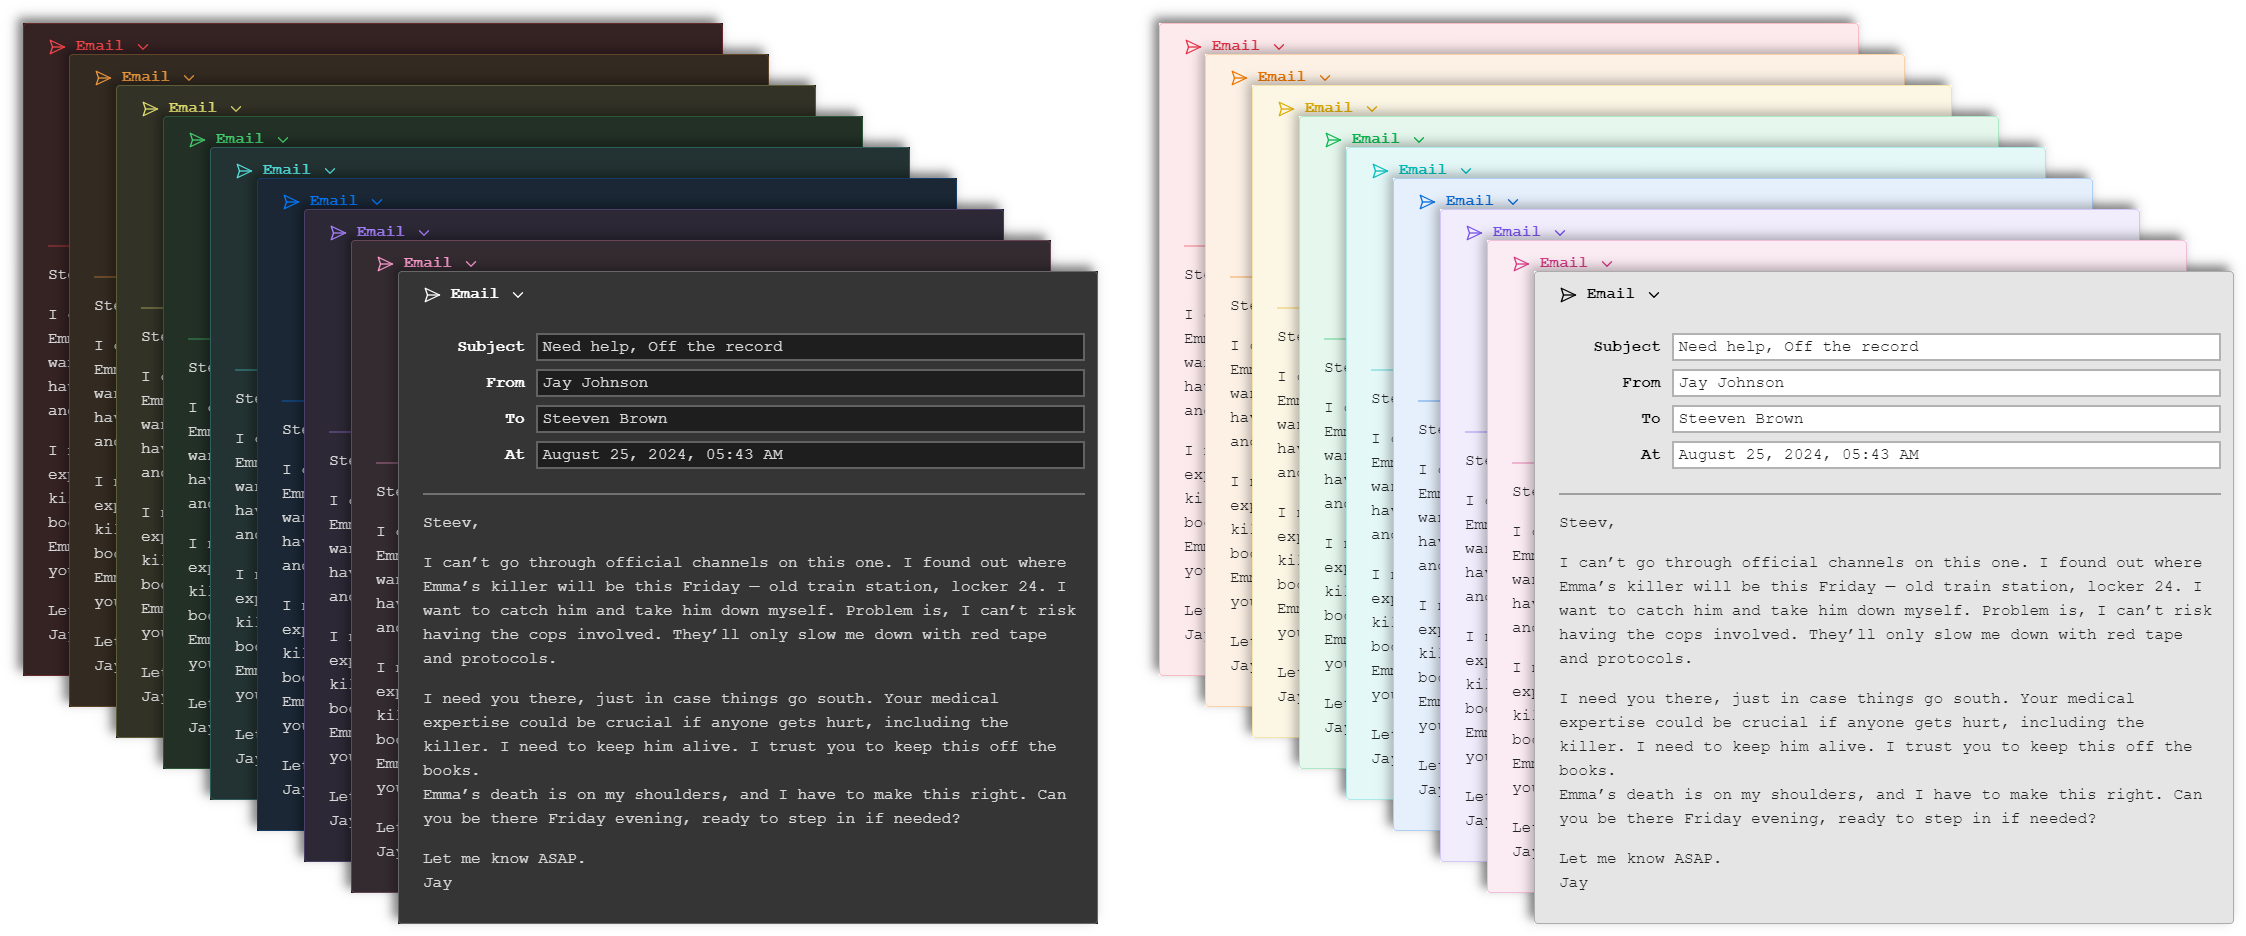 Email
Email
Email
Email
Email
Email
Email
Email
Email
Subject Need help, Off the record
From Jay Johnson
To Steeven Brown
At August 25, 2024, 05:43 AM
Steev,
I can’t go through official channels on this one. I found out where
Emma’s killer will be this Friday — old train station, locker 24. I
want to catch him and take him down myself. Problem is, I can’t risk
having the cops involved. They’ll only slow me down with red tape
and protocols.
I need you there, just in case things go south. Your medical
expertise could be crucial if anyone gets hurt, including the
killer. I need to keep him alive. I trust you to keep this off the
books.
Emma’s death is on my shoulders, and I have to make this right. Can
you be there Friday evening, ready to step in if needed?
Let me know ASAP.
Jay
Email
Email
Email
Email
Email
Email
Email
Email
Email
Subject Need help, Off the record
From Jay Johnson
To Steeven Brown
At August 25, 2024, 05:43 AM
Steev,
I can’t go through official channels on this one. I found out where
Emma’s killer will be this Friday — old train station, locker 24. I
want to catch him and take him down myself. Problem is, I can’t risk
having the cops involved. They’ll only slow me down with red tape
and protocols.
I need you there, just in case things go south. Your medical
expertise could be crucial if anyone gets hurt, including the
killer. I need to keep him alive. I trust you to keep this off the
books.
Emma’s death is on my shoulders, and I have to make this right. Can
you be there Friday evening, ready to step in if needed?
Let me know ASAP.
Jay